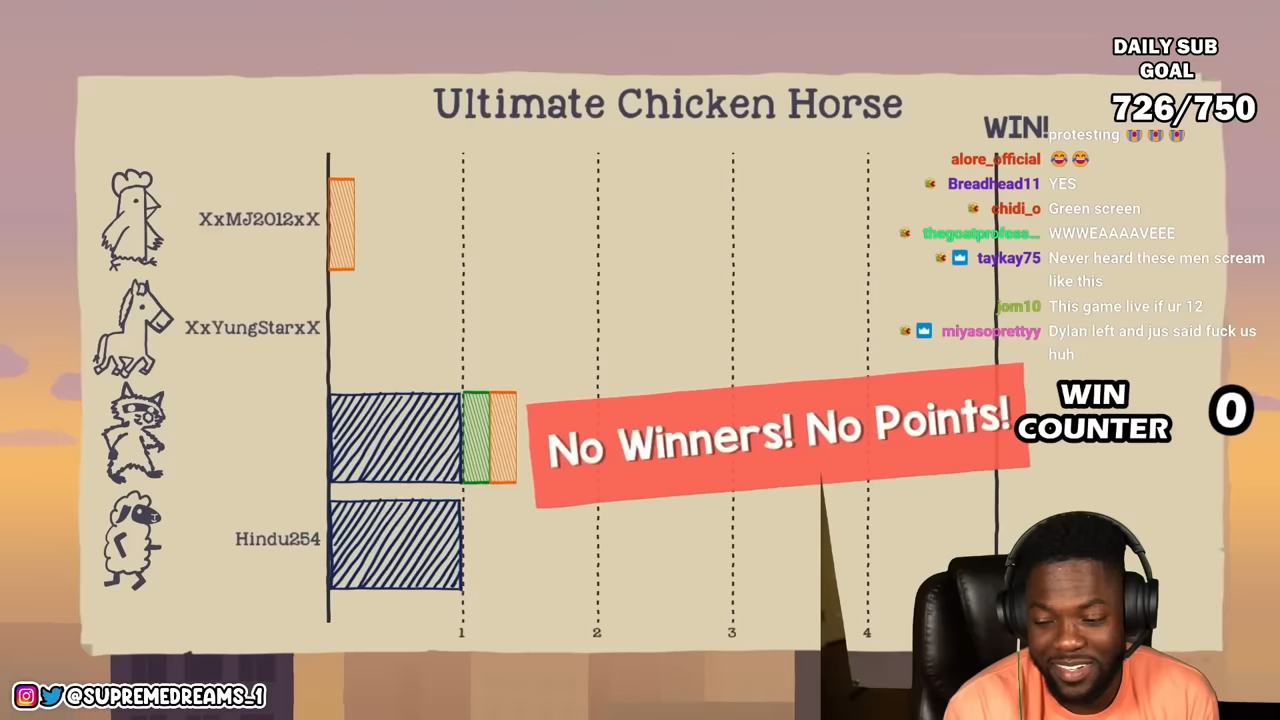 DAILY SUB
GOAL
726/750
Ultimate Chicken Horse
WIN!
protesting 😭 😭 😭
alore_official 😂 😂
Breadhead11 YES
chidi_o Green screen
thegoatprofess... WWWEAAAAVEEE
taykay75 Never heard these men scream
like this
jom10 This game live if ur 12
miyasoprettyy Dylan left and jus said fuck us
huh
XxMJ2012xX
XxYungStarxX
No Winners! No Points!
WIN
COUNTER 0
Hindu254
1 2 3 4
@SUPREMEDREAMS_1